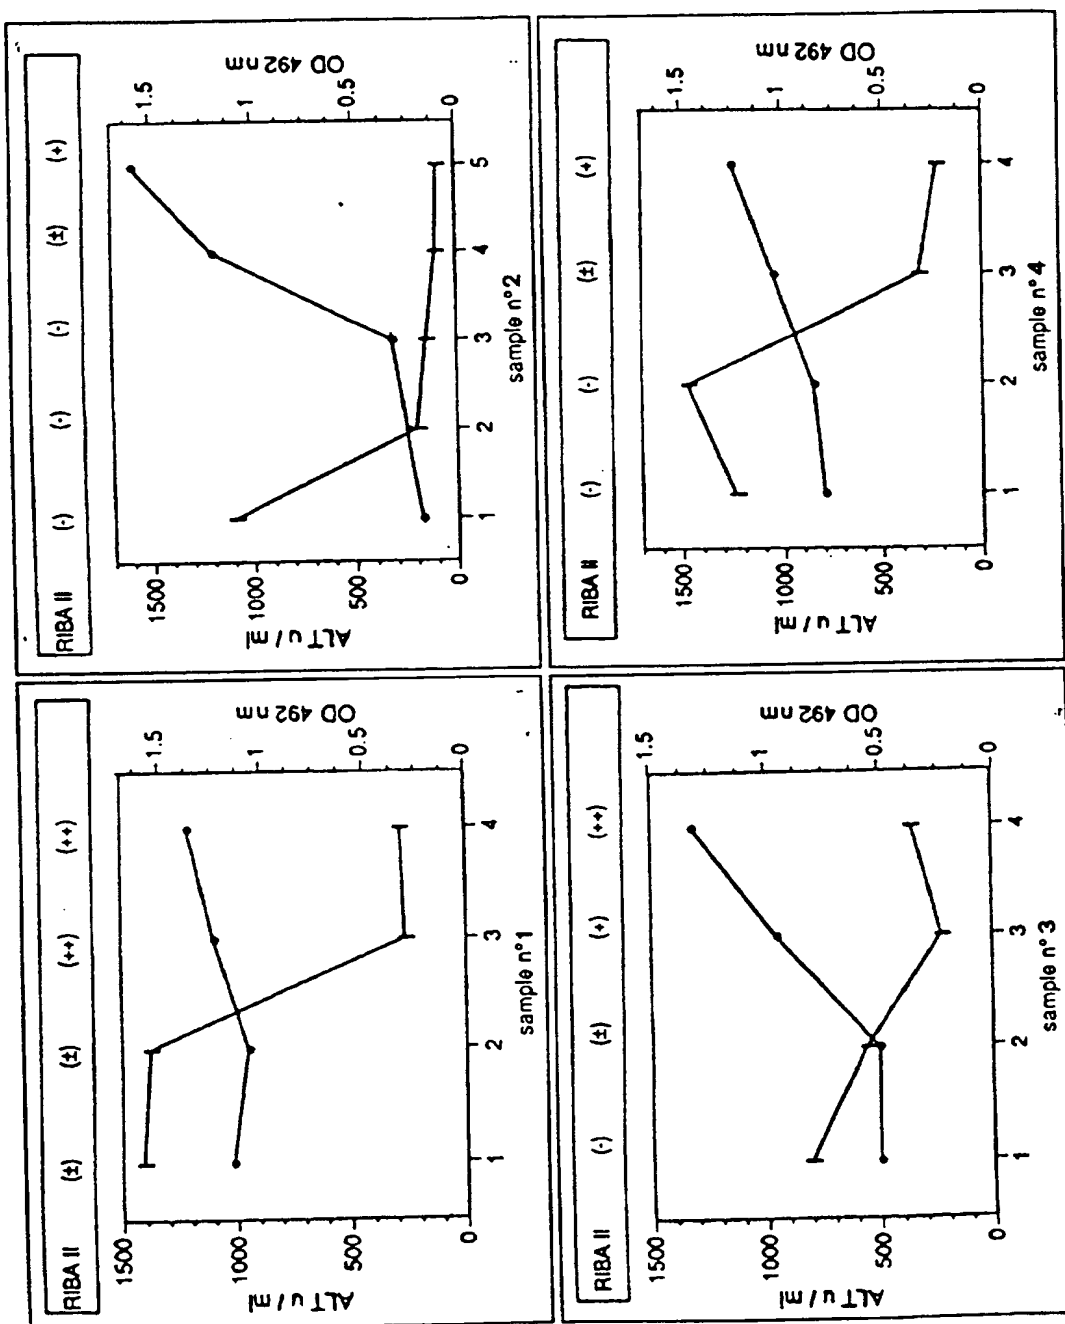 RIBA II (±) (±) (++) (++)
1500
1000
500
0
ALT u / ml
1.5
1
0.5
0
OD 492 nm
1 2 3 4
sample n°1
RIBA II (-) (-) (-) (±) (+)
1500
1000
500
0
ALT u / ml
1.5
1
0.5
0
OD 492 nm
1 2 3 4 5
sample n°2
RIBA II (-) (±) (+) (++)
1500
1000
500
0
ALT u / ml
1.5
1
0.5
0
OD 492 nm
1 2 3 4
sample n°3
RIBA II (-) (-) (±) (+)
1500
1000
500
0
ALT u / ml
1.5
1
0.5
0
OD 492 nm
1 2 3 4
sample n°4